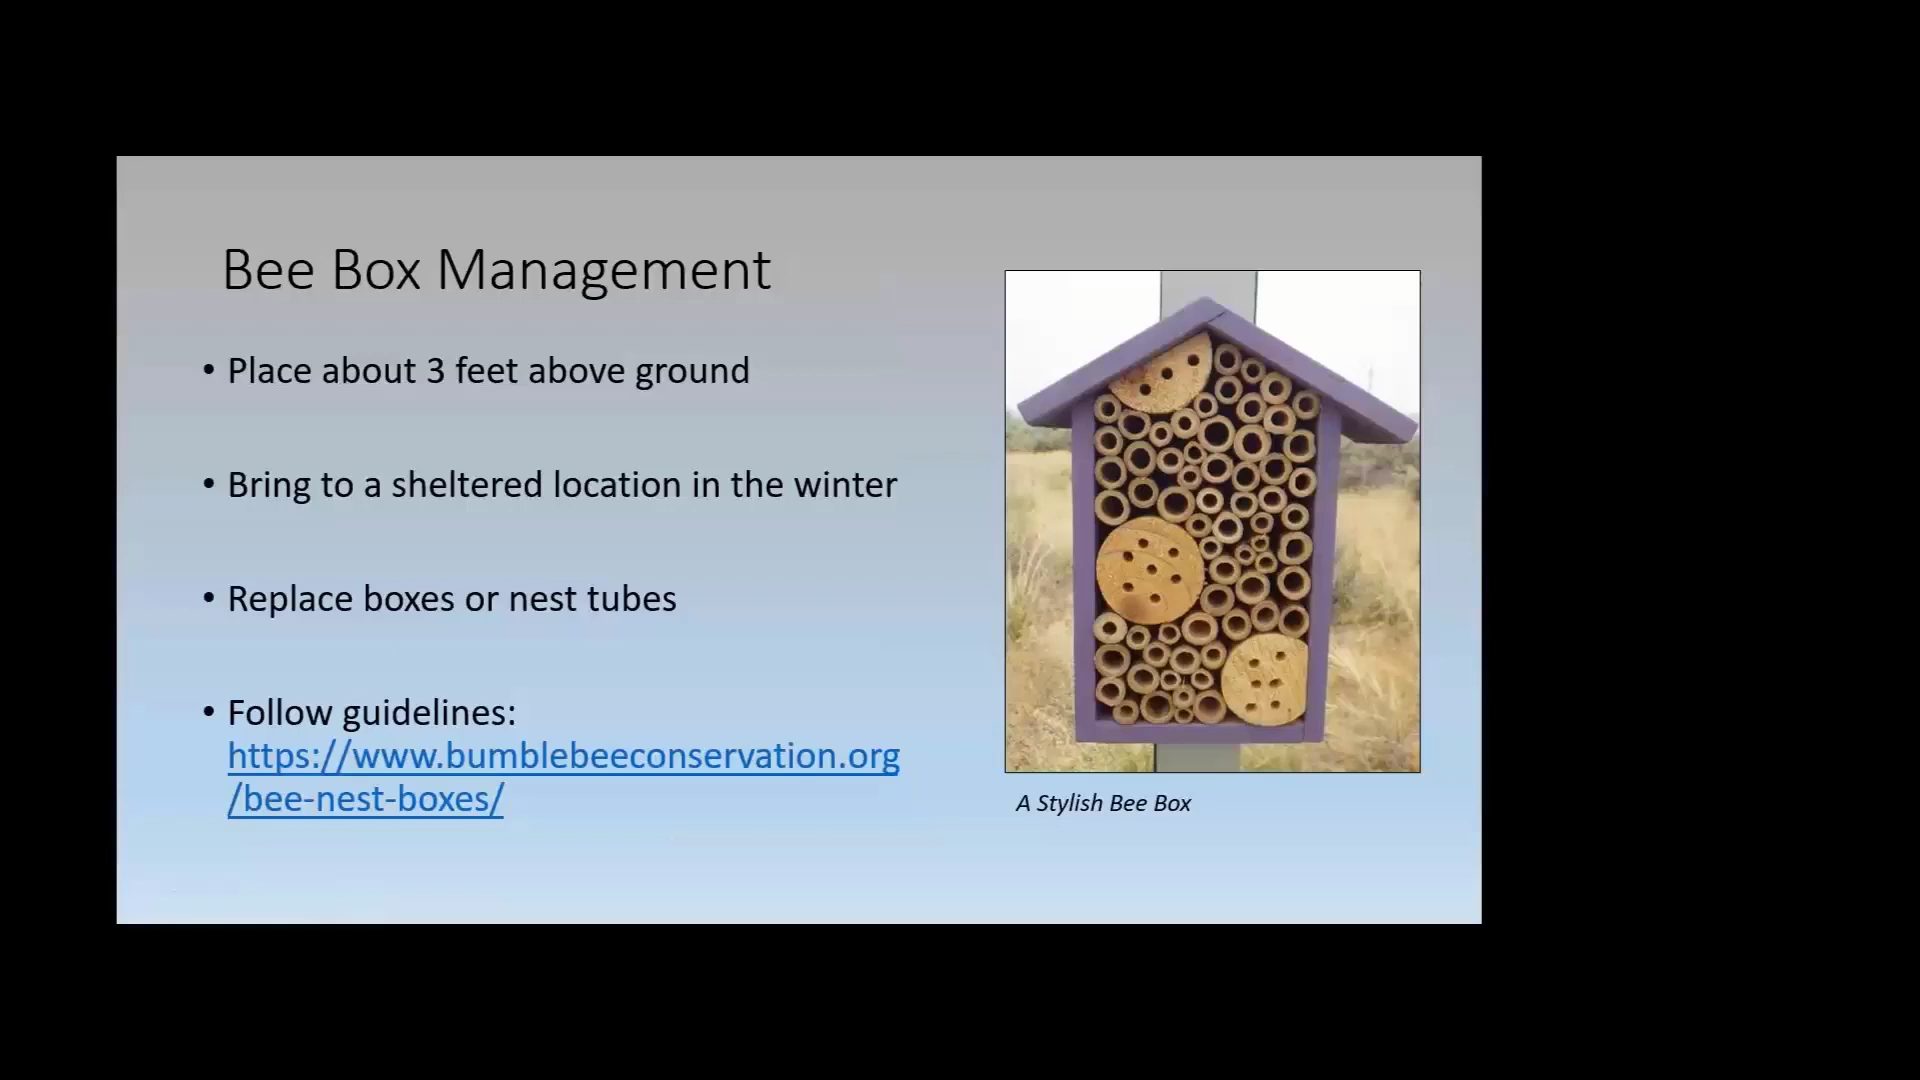 Bee Box Management
• Place about 3 feet above ground
• Bring to a sheltered location in the winter
• Replace boxes or nest tubes
• Follow guidelines:
https://www.bumblebeeconservation.org
/bee-nest-boxes/
A Stylish Bee Box